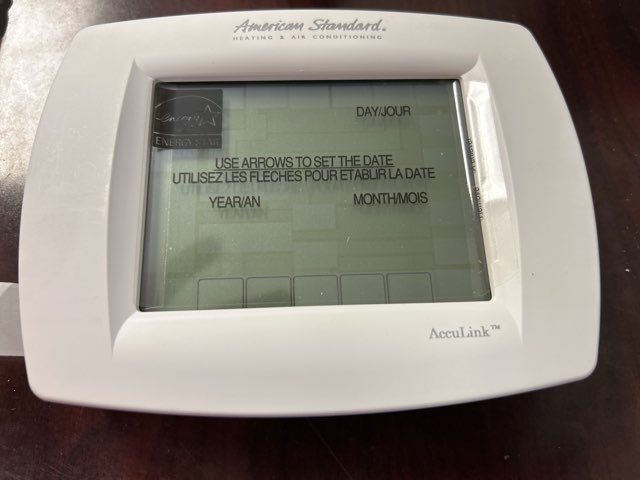 American Standard.
HEATING & AIR CONDITIONING
energy
ENERGY STAR
DAY/JOUR
USE ARROWS TO SET THE DATE
UTILISEZ LES FLECHES POUR ETABLIR LA DATE
YEAR/AN MONTH/MOIS
AccuLink™